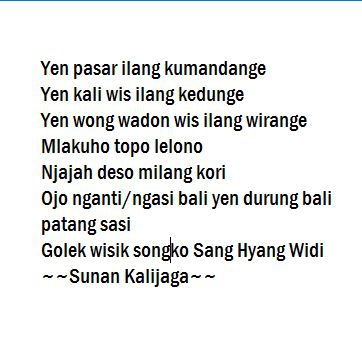 Yen pasar ilang kumandange
Yen kali wis ilang kedunge
Yen wong wadon wis ilang wirange
Mlakuho topo lelono
Njajah deso milang kori
Ojo nganti/ngasi bali yen durung bali
patang sasi
Golek wisik songko Sang Hyang Widi
~~Sunan Kalijaga~~